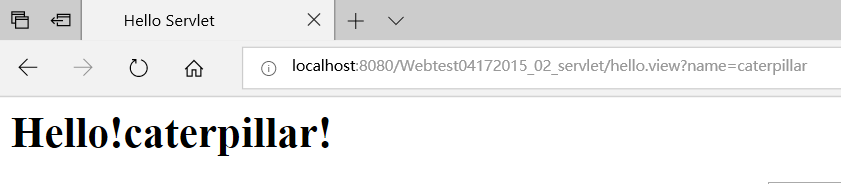 Hello Servlet
localhost:8080/Webtest04172015_02_servlet/hello.view?name=caterpillar
Hello!caterpillar!